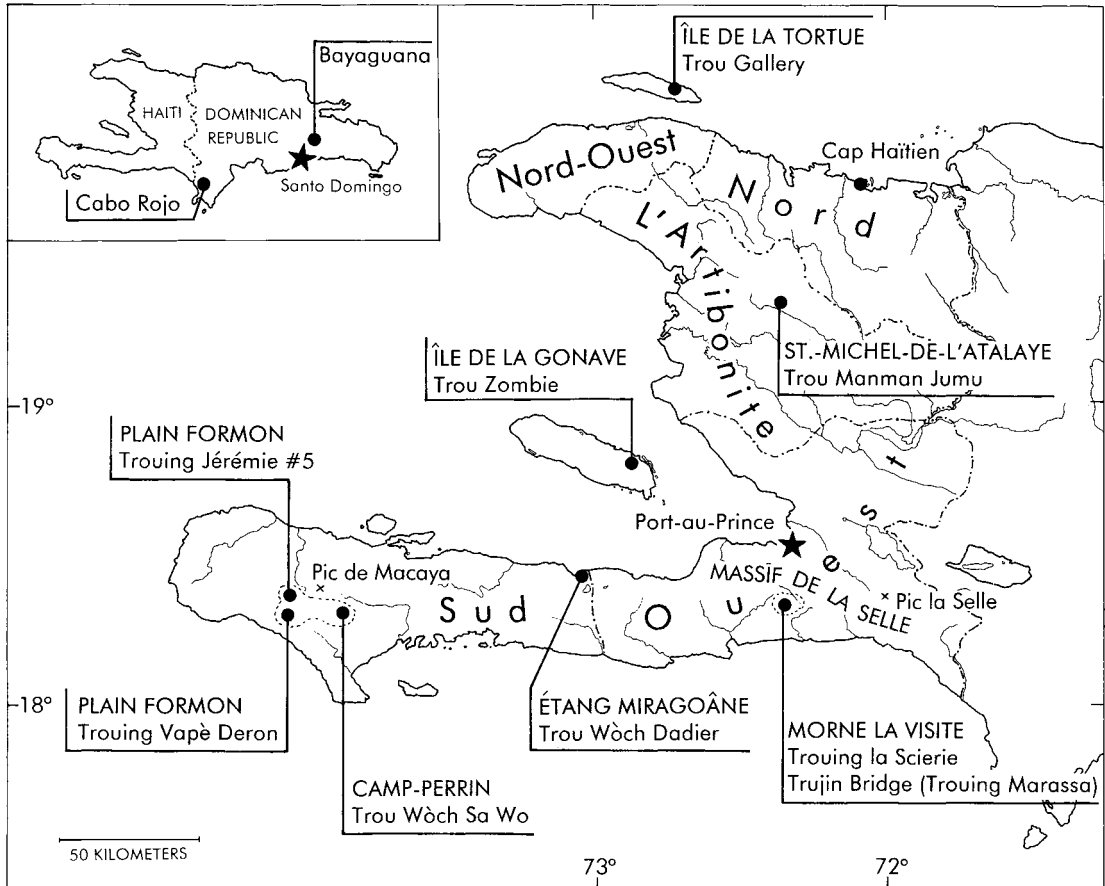 Bayaguana
HAITI
DOMINICAN
REPUBLIC
Santo Domingo
Cabo Rojo
ÎLE DE LA TORTUE
Trou Gallery
Cap Haïtien
Nord-Ouest
Nord
L'Artibonite
ST.-MICHEL-DE-L'ATALAYE
Trou Manman Jumu
ÎLE DE LA GONAVE
Trou Zombie
19°
PLAIN FORMON
Trouing Jérémie #5
Port-au-Prince
Pic de Macaya
MASSIF DE LA SELLE
Pic la Selle
Sud
Ouest
18°
PLAIN FORMON
Trouing Vapè Deron
ÉTANG MIRAGOÂNE
Trou Wòch Dadier
MORNE LA VISITE
Trouing la Scierie
Trujin Bridge (Trouing Marassa)
CAMP-PERRIN
Trou Wòch Sa Wo
50 KILOMETERS
73°
72°